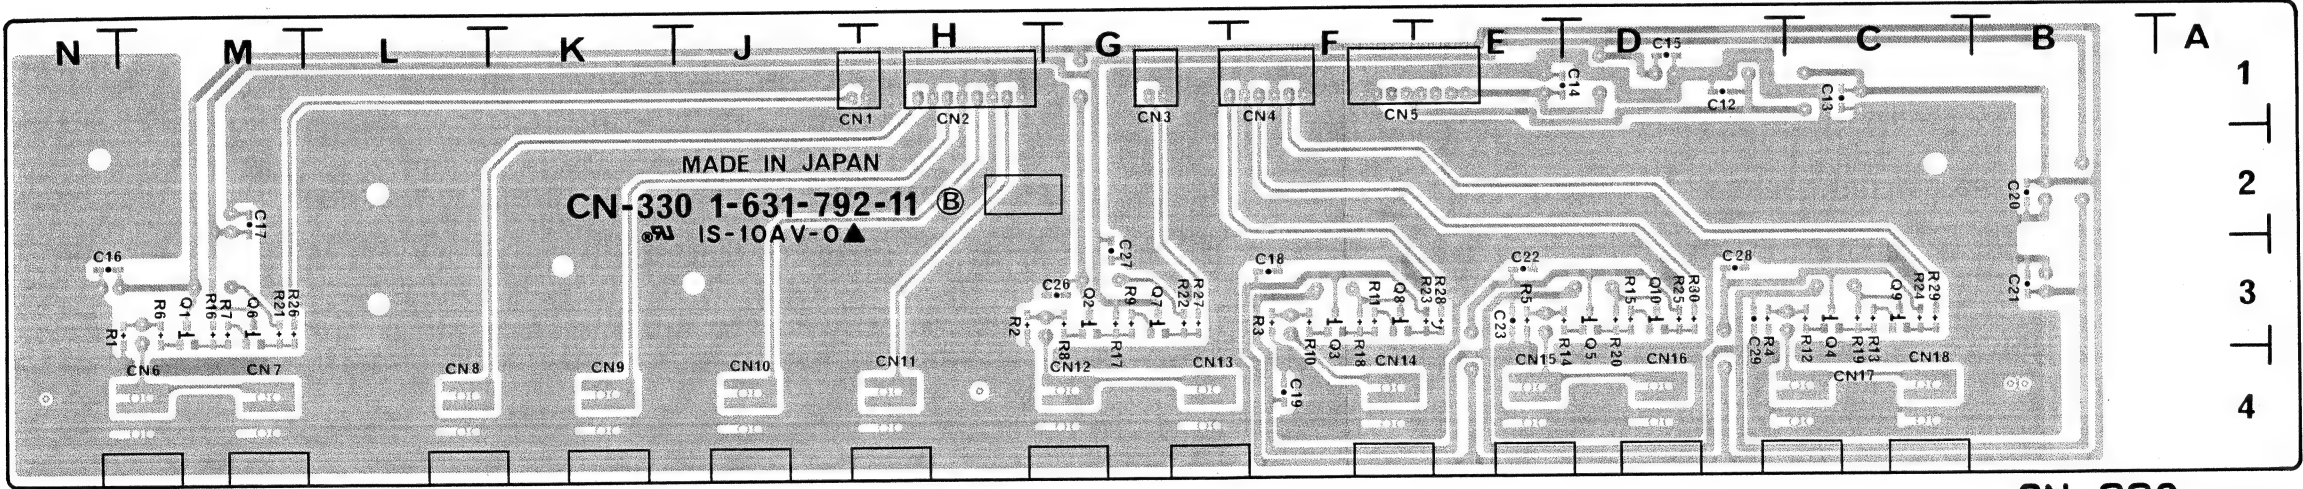 N M L K J H G F E D C B A
C15
1
C14
C12
C13
CN1 CN2 CN3 CN4 CN5
MADE IN JAPAN
CN-330 1-631-792-11 Ⓑ
2
C20
C17
IS-10AV-0▲
C16
C27
C18
C22
C28
C26
R1 R6 Q1 R16 R7 Q6 R21 R26
R2 R8 Q2 R9 R17 Q7 R22 R27
R3 R10 Q3 R18 R11 Q8 R23 R28
C23 R5 R14 Q5 R20 R15 Q10 R25 R30
C29 R4 R12 Q4 R19 R13 Q9 R24 R29
C21
3
CN6 CN7 CN8 CN9 CN10 CN11 CN12 CN13 CN14 CN15 CN16 CN17 CN18
C19
4